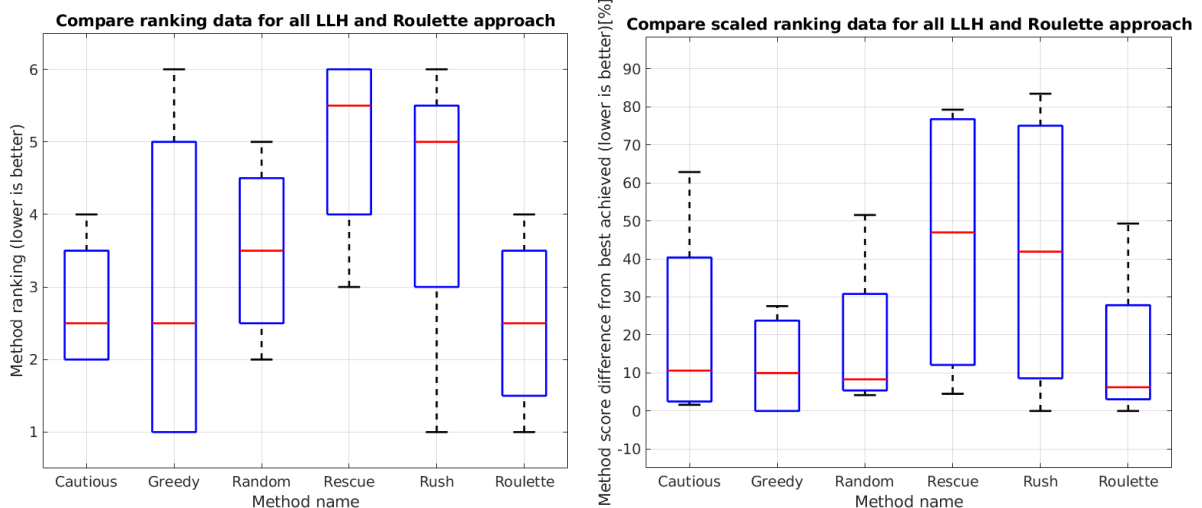 Compare ranking data for all LLH and Roulette approach
Method ranking (lower is better)
6
5
4
3
2
1
Cautious Greedy Random Rescue Rush Roulette
Method name
Compare scaled ranking data for all LLH and Roulette approach
Method score difference from best achieved (lower is better)[%]
90
80
70
60
50
40
30
20
10
0
-10
Cautious Greedy Random Rescue Rush Roulette
Method name